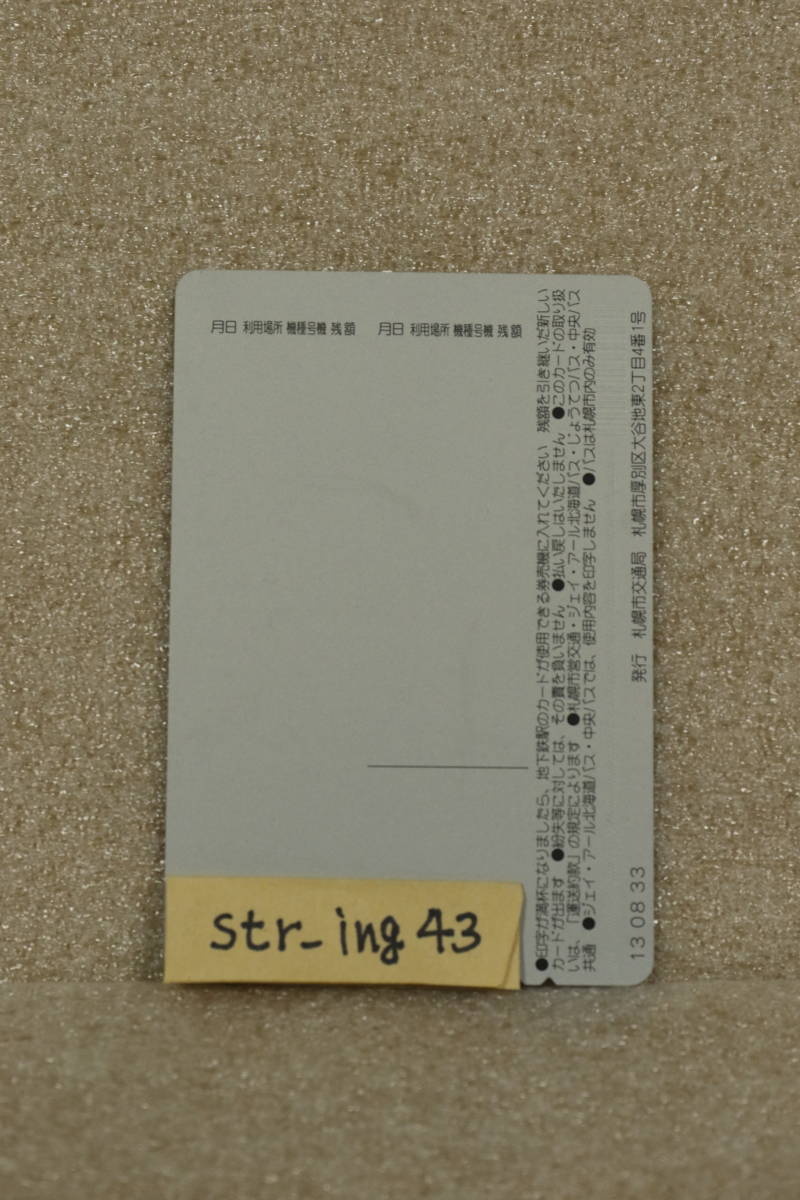 月日 利用場所 機種号機 残額 月日 利用場所 機種号機 残額
●印字が満杯になりましたら、地下鉄駅のカードが使用できる券売機に入れてください 残額を引き継いだ新しい
カードが出ます ●紛失等に対しては、その責を負いません ●払い戻しはいたしません ●このカードの取り扱
いは、「運送約款」の規定によります ●札幌市営交通・ジェイ・アール北海道バス・じょうてつバス・中央バス
共通 ●ジェイ・アール北海道バス・中央バスでは、使用内容を印字しません ●バスは札幌市内のみ有効
13 08 33 発行 札幌市交通局 札幌市厚別区大谷地東2丁目4番1号
str_ing43